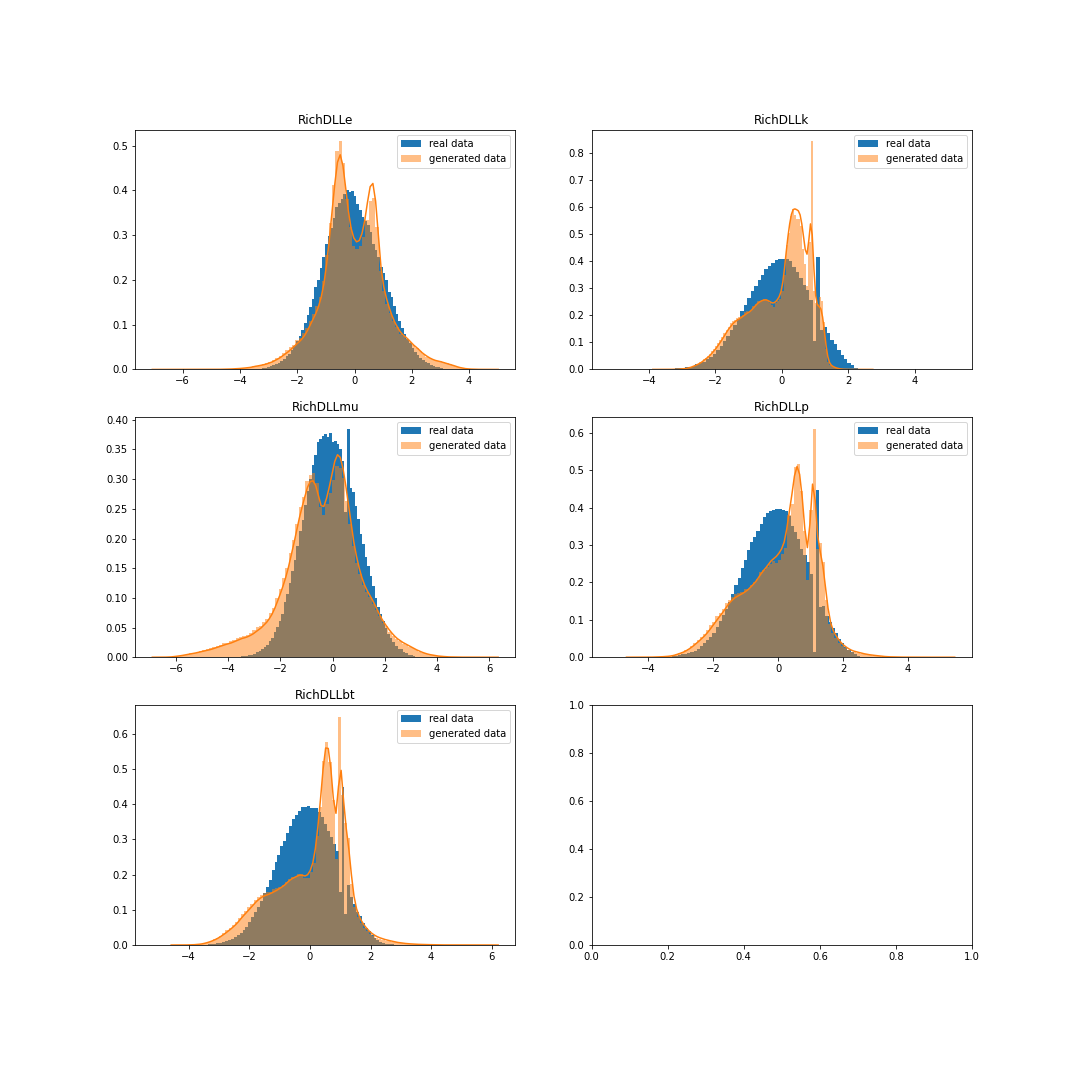 RichDLLe
real data
generated data
0.5
0.4
0.3
0.2
0.1
0.0
−6 −4 −2 0 2 4
RichDLLk
real data
generated data
0.8
0.7
0.6
0.5
0.4
0.3
0.2
0.1
0.0
−4 −2 0 2 4
RichDLLmu
real data
generated data
0.40
0.35
0.30
0.25
0.20
0.15
0.10
0.05
0.00
−6 −4 −2 0 2 4 6
RichDLLp
real data
generated data
0.6
0.5
0.4
0.3
0.2
0.1
0.0
−4 −2 0 2 4
RichDLLbt
real data
generated data
0.6
0.5
0.4
0.3
0.2
0.1
0.0
−4 −2 0 2 4 6
1.0
0.8
0.6
0.4
0.2
0.0
0.0 0.2 0.4 0.6 0.8 1.0